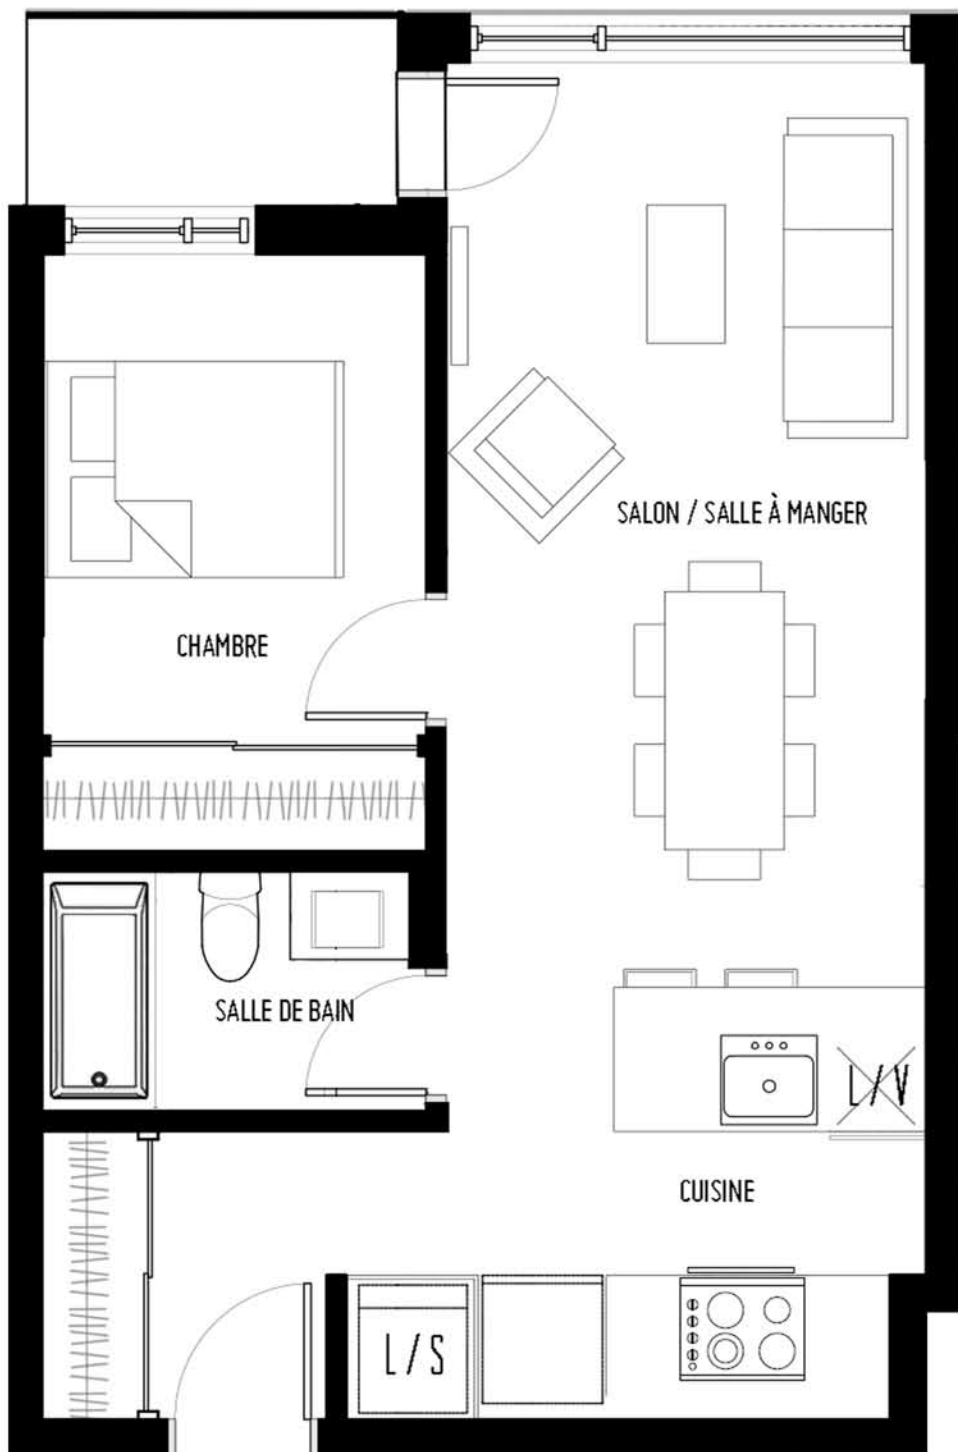 SALON / SALLE À MANGER
CHAMBRE
SALLE DE BAIN
L/V
CUISINE
L/S